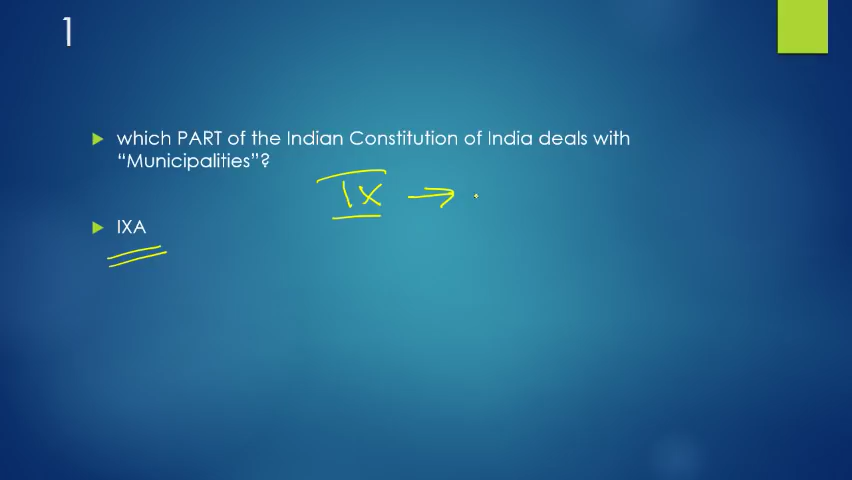 1
which PART of the Indian Constitution of India deals with
“Municipalities”?
IX →
IXA